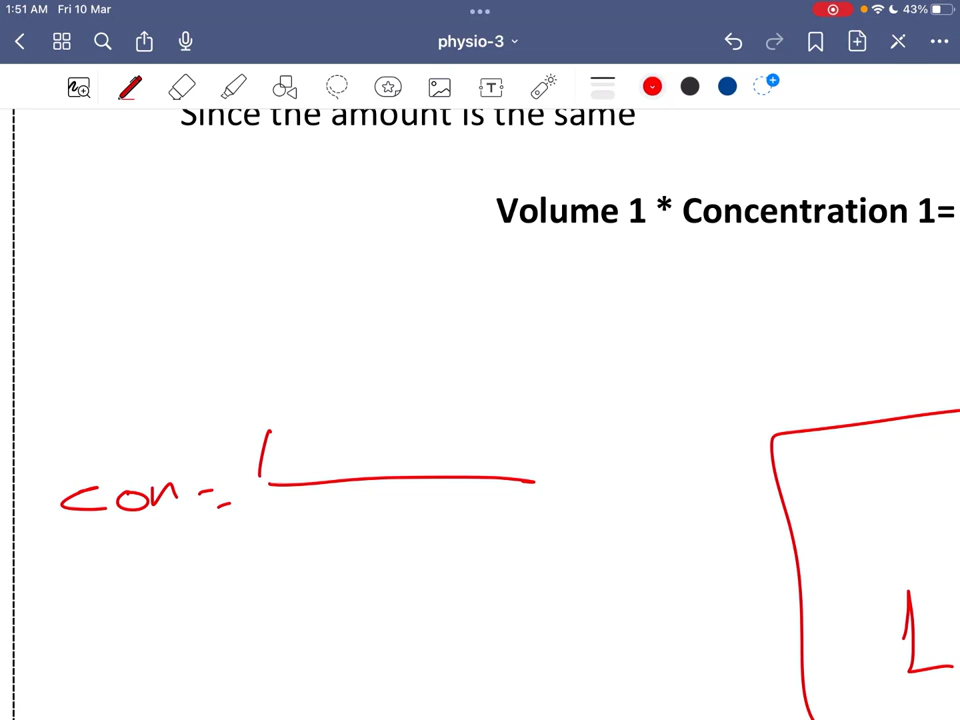 1:51 AM Fri 10 Mar 43%
physio-3
T
Since the amount is the same
Volume 1 * Concentration 1=
con =
1